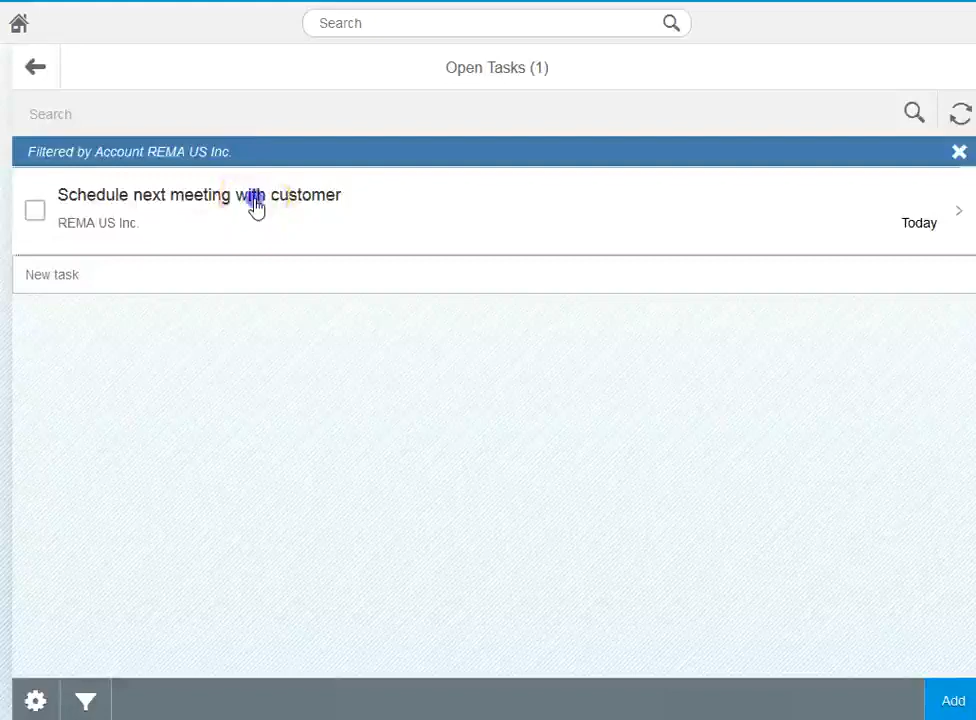 Search
Open Tasks (1)
Search
Filtered by Account REMA US Inc.
Schedule next meeting with customer
REMA US Inc.
Today
New task
Add